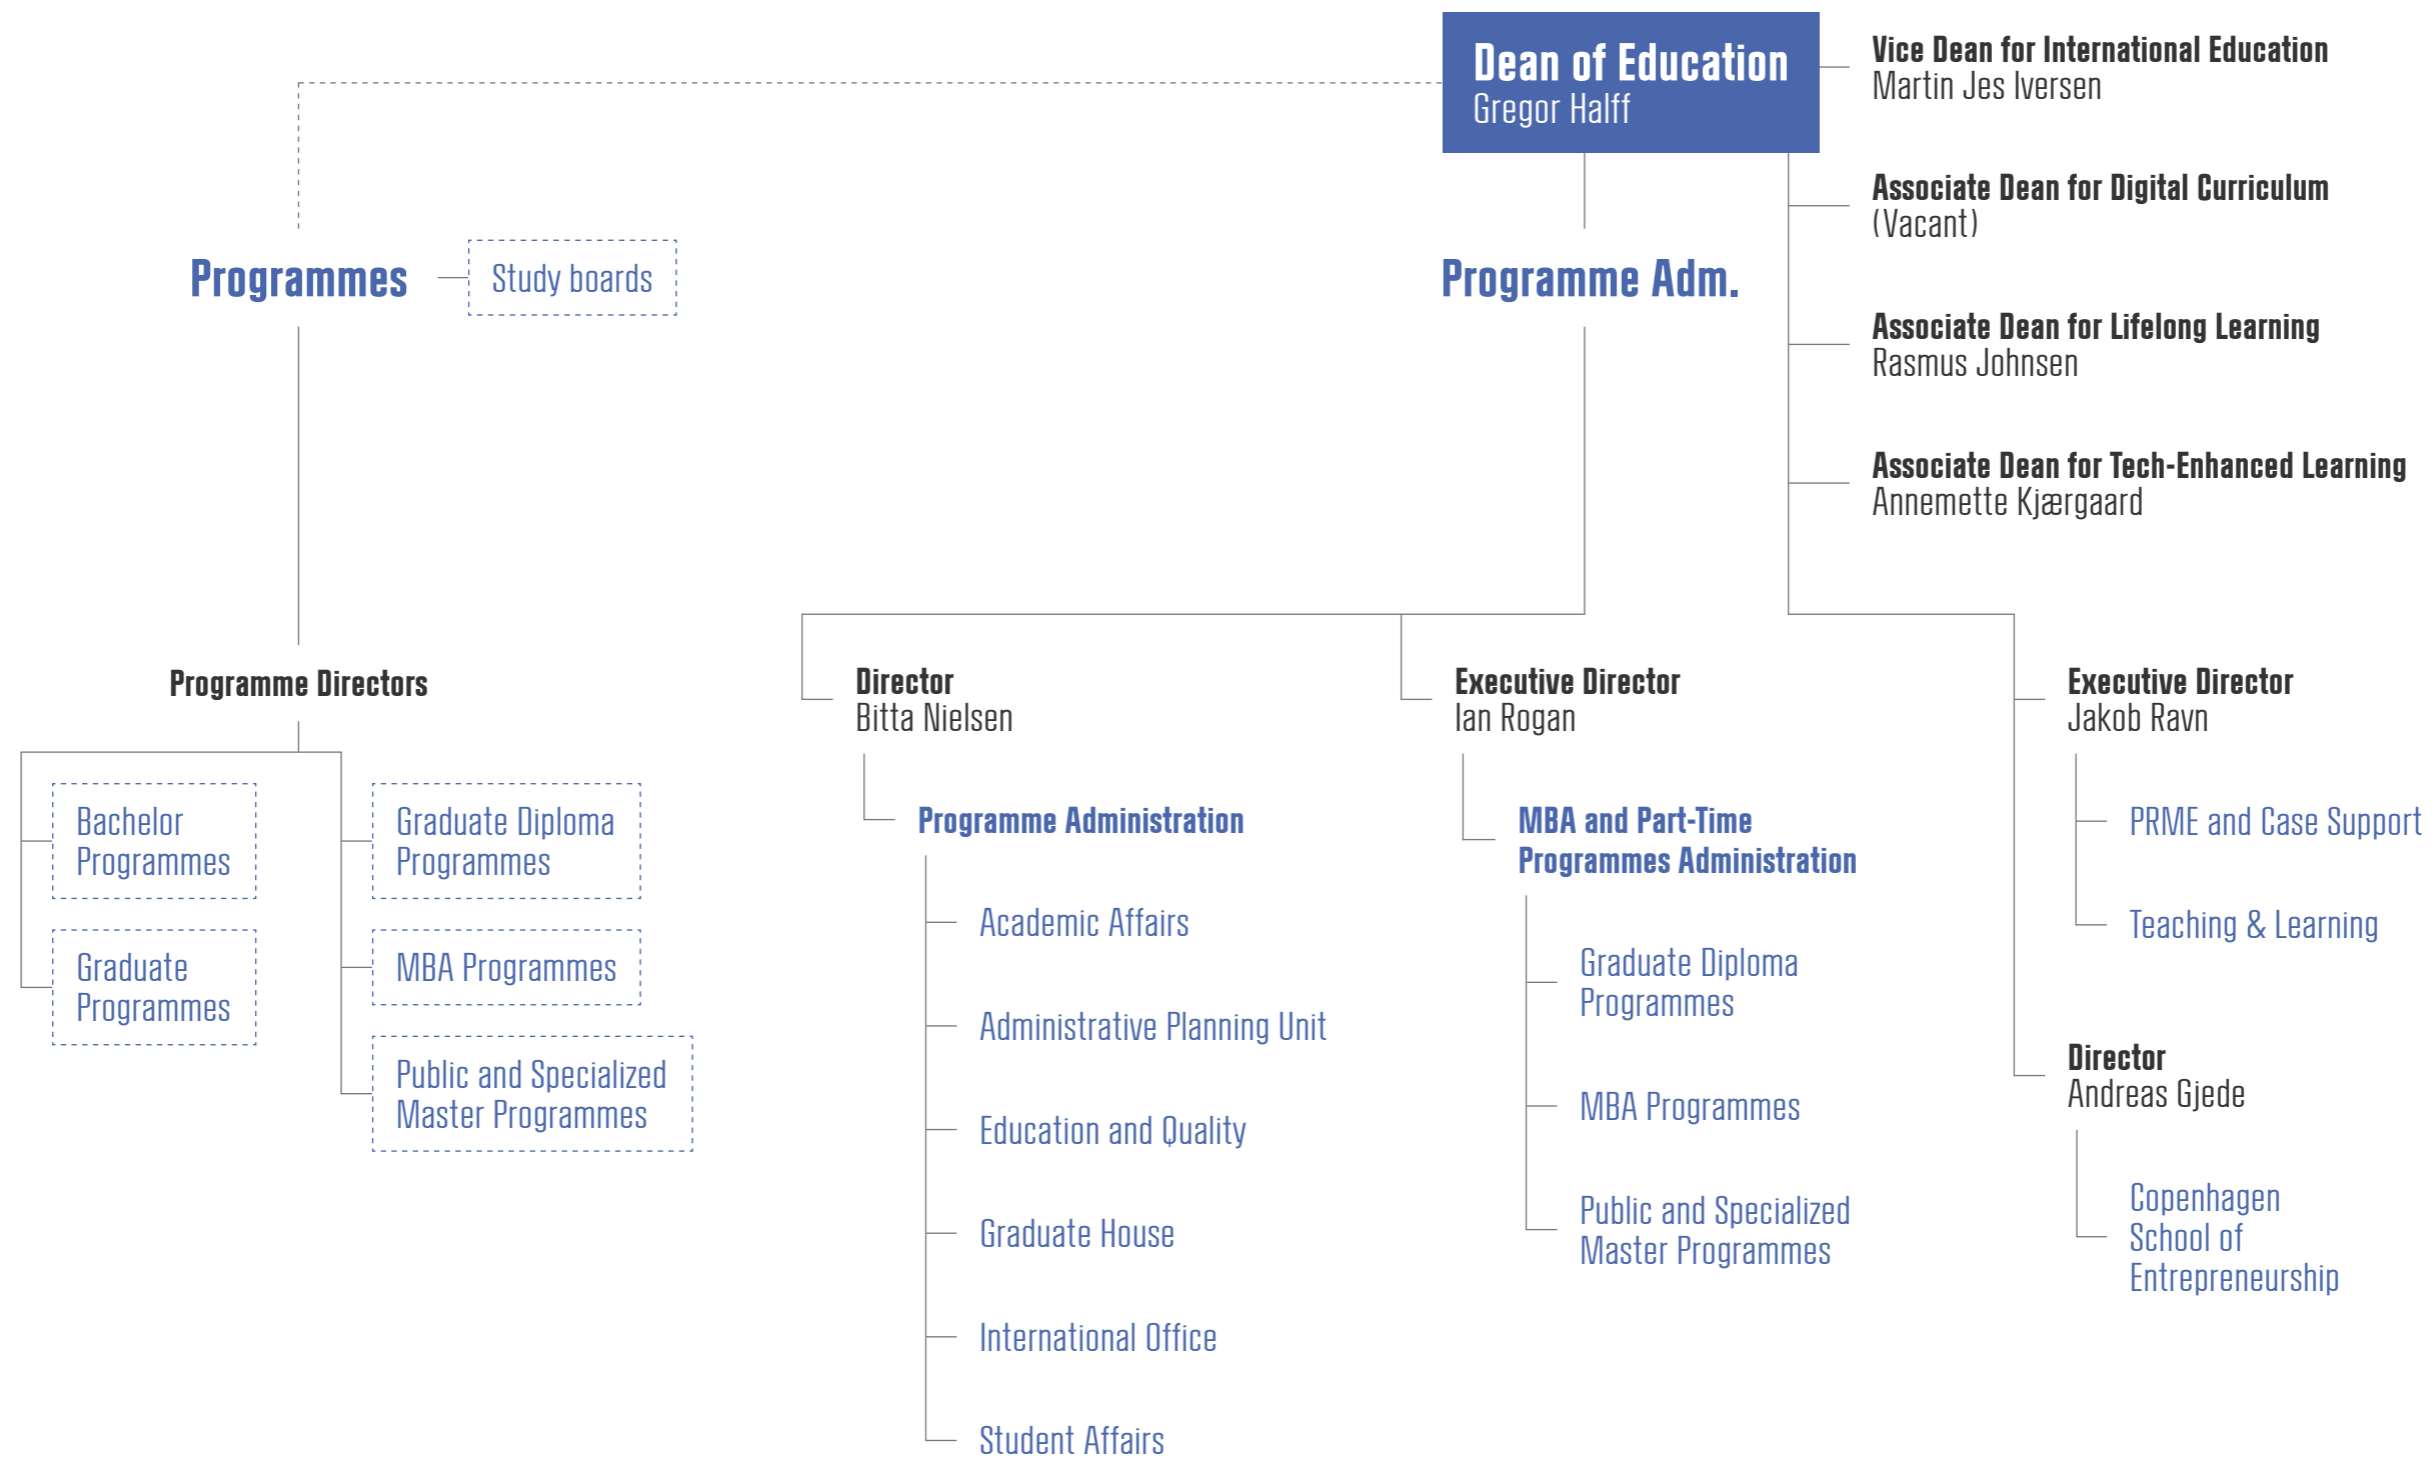 Dean of Education
Gregor Halff
Vice Dean for International Education
Martin Jes Iversen
Associate Dean for Digital Curriculum
(Vacant)
Programmes
Study boards
Programme Adm.
Associate Dean for Lifelong Learning
Rasmus Johnsen
Associate Dean for Tech-Enhanced Learning
Annemette Kjærgaard
Programme Directors
Bachelor
Programmes
Graduate
Programmes
Graduate Diploma
Programmes
MBA Programmes
Public and Specialized
Master Programmes
Director
Bitta Nielsen
Programme Administration
Academic Affairs
Administrative Planning Unit
Education and Quality
Graduate House
International Office
Student Affairs
Executive Director
Ian Rogan
MBA and Part-Time
Programmes Administration
Graduate Diploma
Programmes
MBA Programmes
Public and Specialized
Master Programmes
Executive Director
Jakob Ravn
PRME and Case Support
Teaching & Learning
Director
Andreas Gjede
Copenhagen
School of
Entrepreneurship